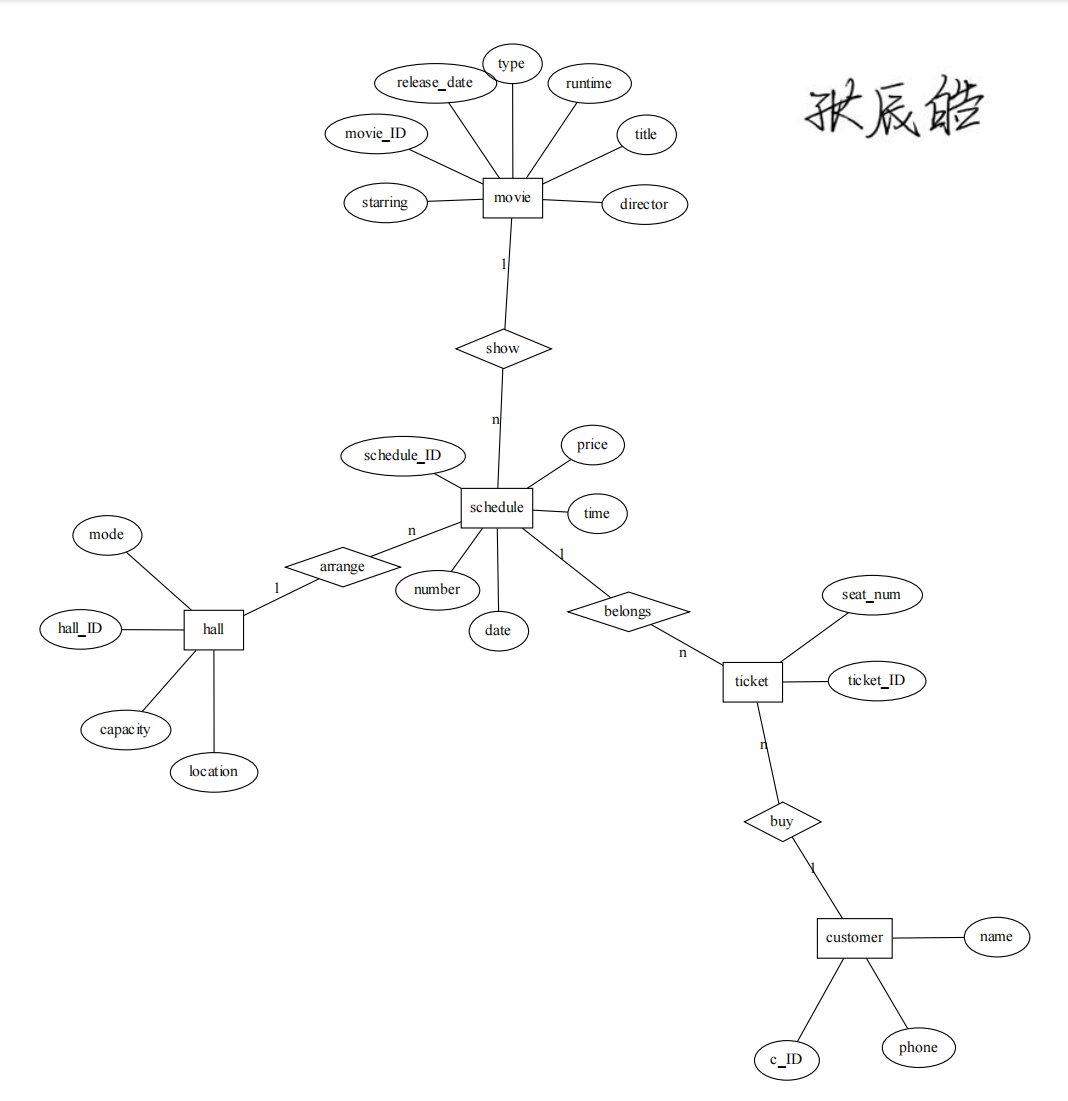 type
release_date
runtime
张辰皓
movie_ID
title
starring
movie
director
1
show
n
schedule_ID
price
schedule
time
mode
n
1
arrange
number
1
belongs
seat_num
hall_ID
hall
date
n
ticket
ticket_ID
capacity
location
n
buy
1
customer
name
c_ID
phone